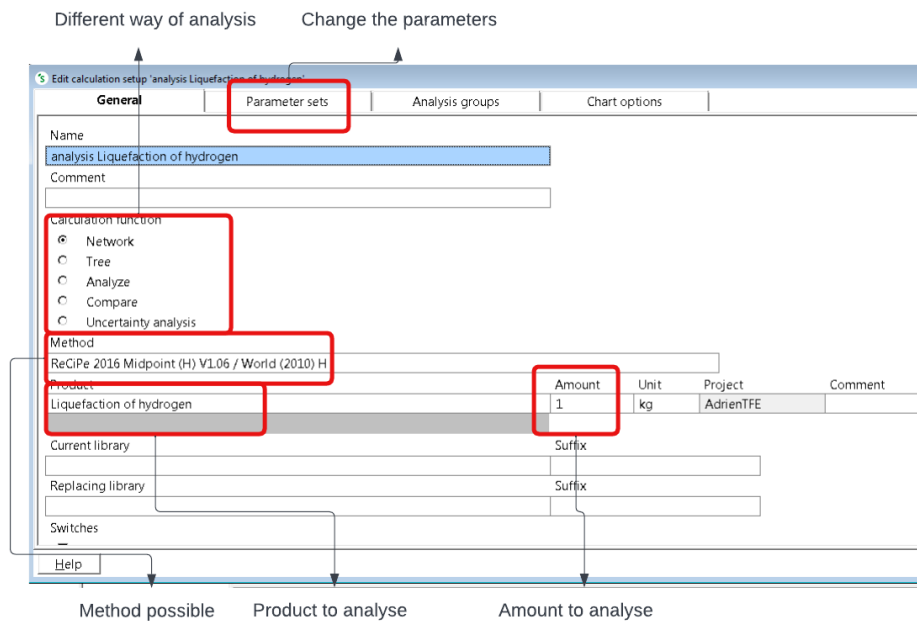 Different way of analysis Change the parameters
Edit calculation setup 'analysis Liquefaction of hydrogen'
General Parameter sets Analysis groups Chart options
Name
analysis Liquefaction of hydrogen
Comment
Calculation function
Network
Tree
Analyze
Compare
Uncertainty analysis
Method
ReCiPe 2016 Midpoint (H) V1.06 / World (2010) H
Product Amount Unit Project Comment
Liquefaction of hydrogen 1 kg AdrienTFE
Current library Suffix
Replacing library Suffix
Switches
Help
Method possible Product to analyse Amount to analyse